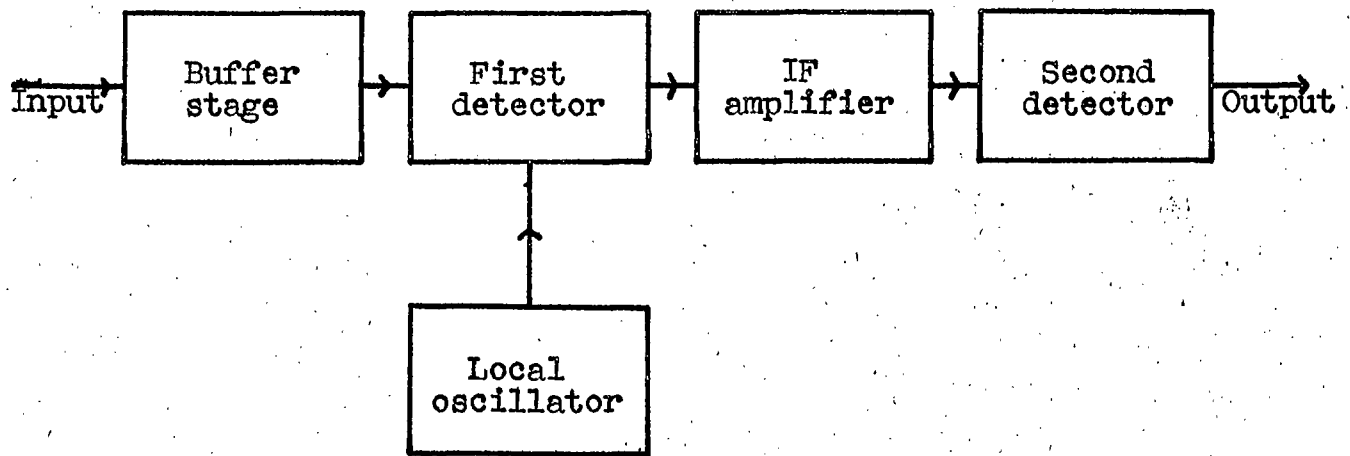 Input
Buffer
stage
First
detector
IF
amplifier
Second
detector
Output
Local
oscillator